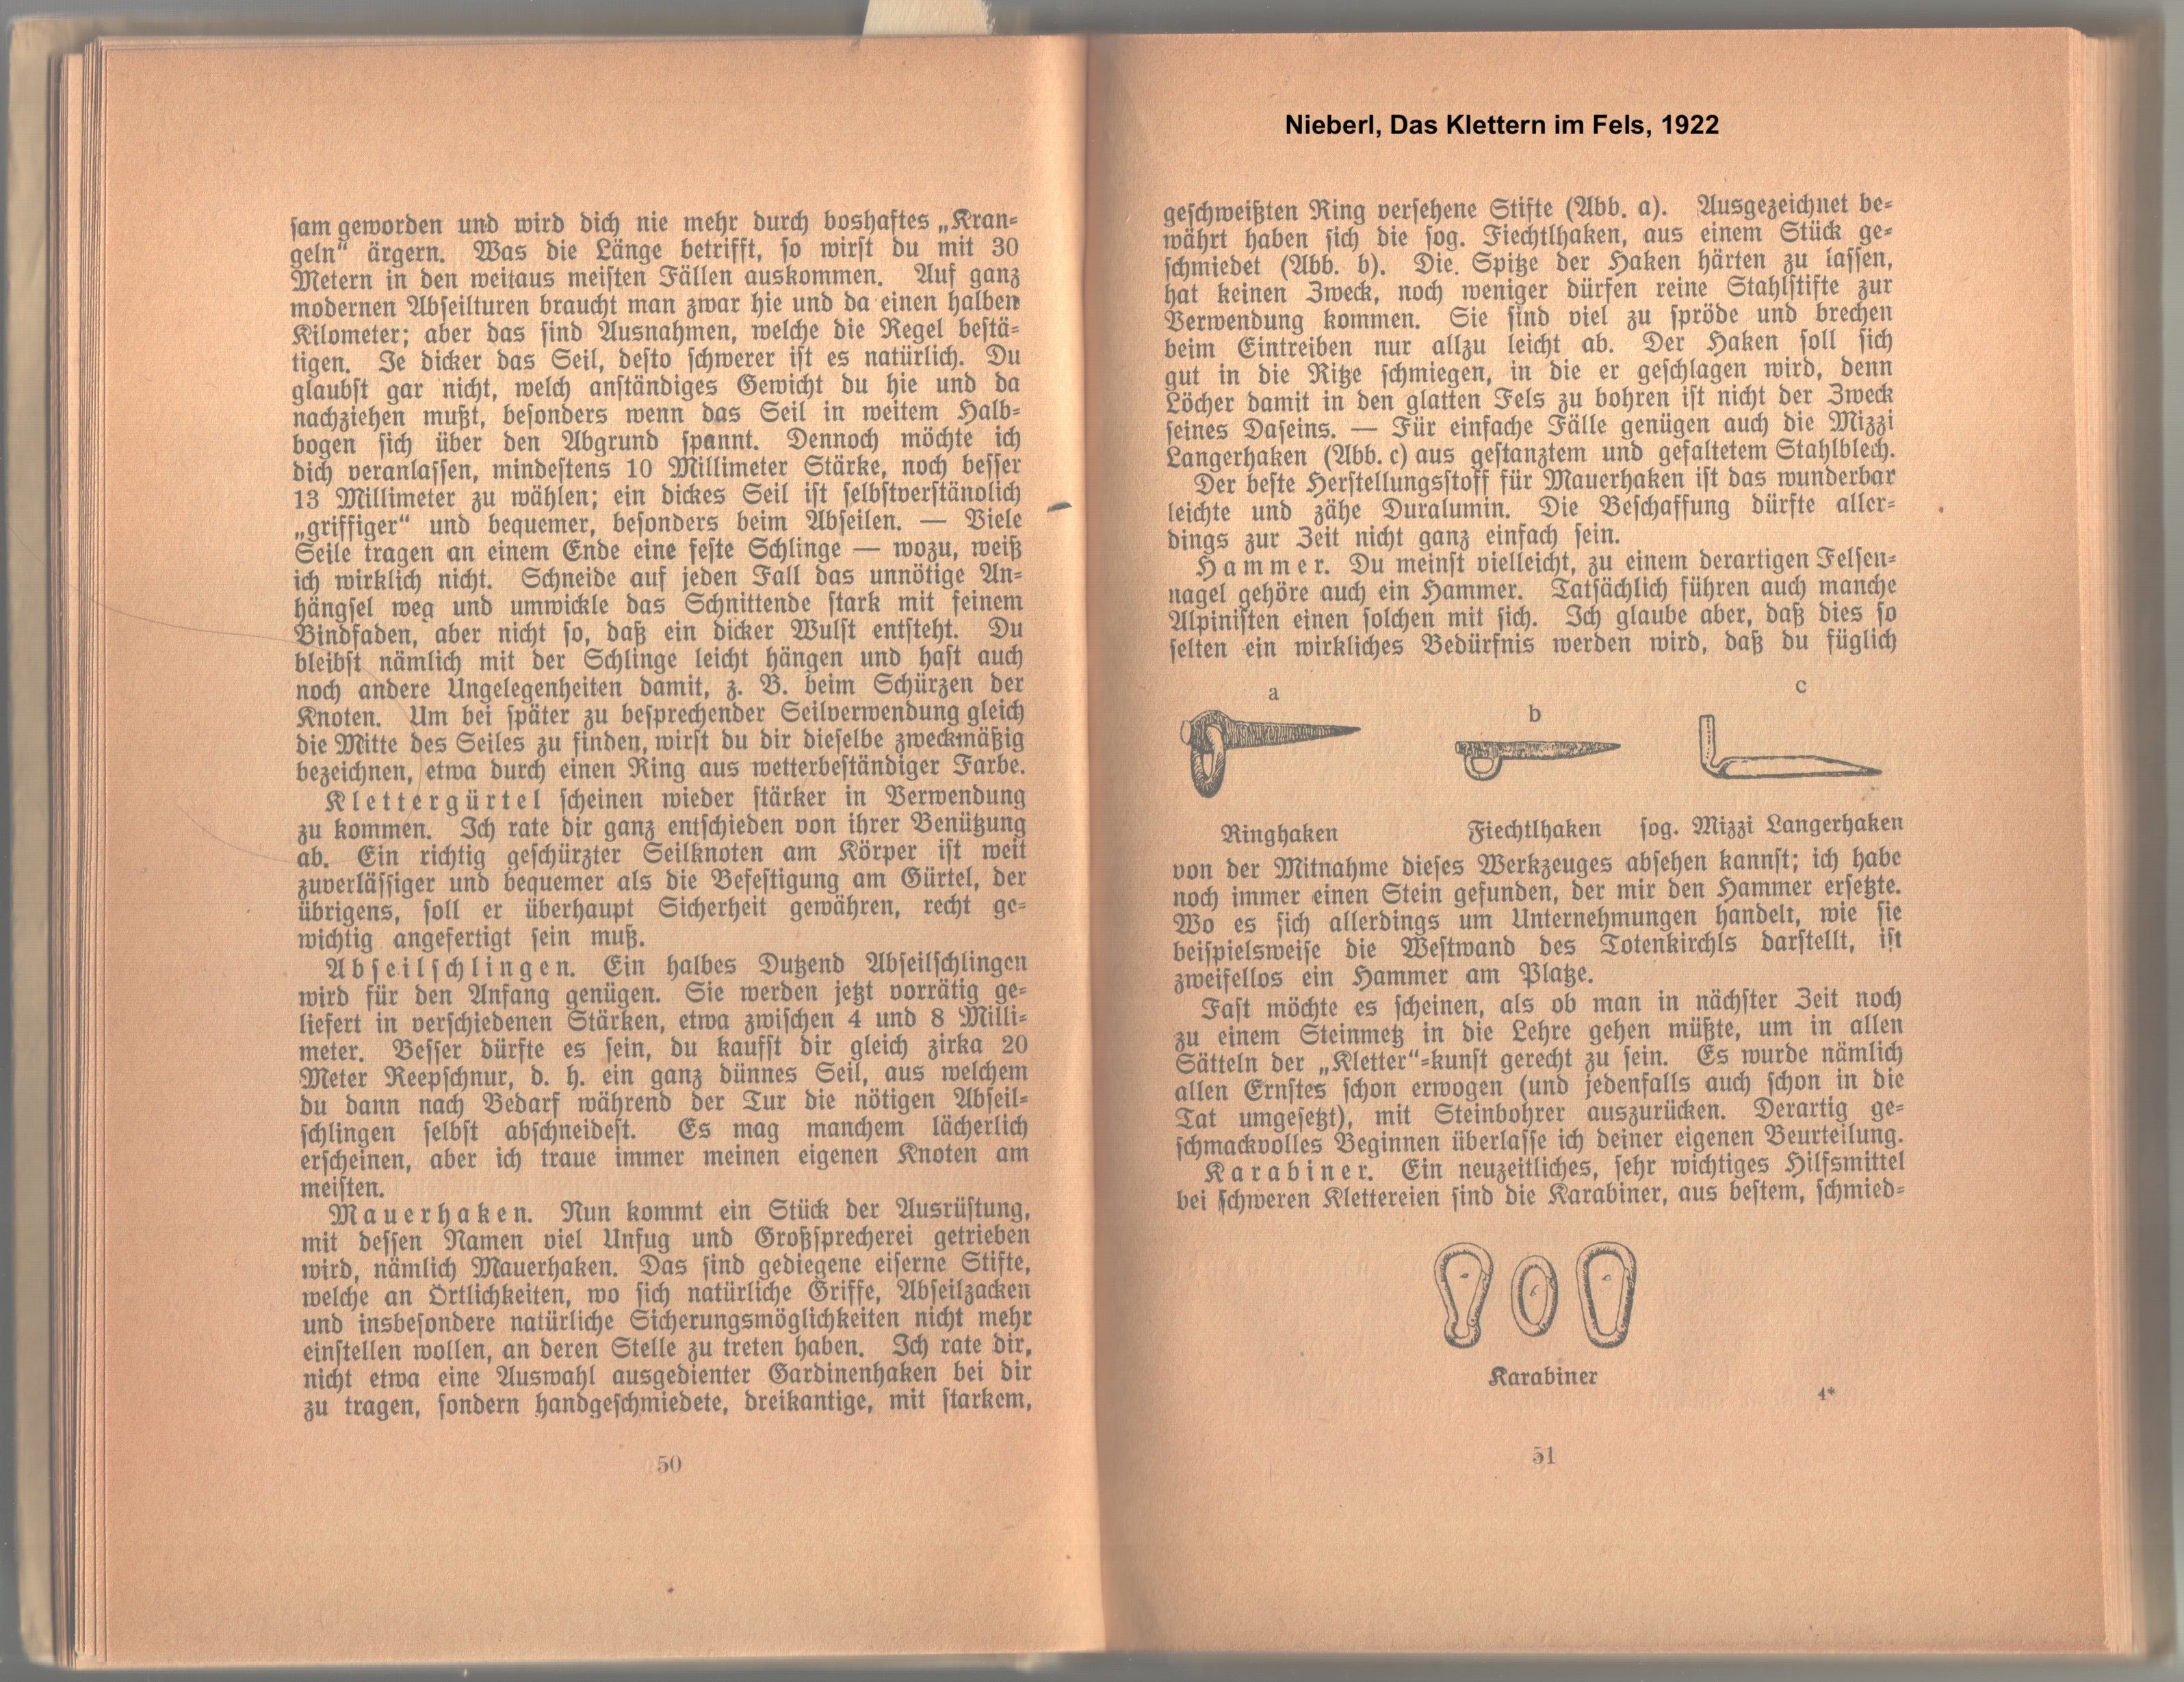 sam geworden und wird dich nie mehr durch boshaftes „Kran-
geln“ ärgern. Was die Länge betrifft, so wirst du mit 30
Metern in den weitaus meisten Fällen auskommen. Auf ganz
modernen Abseilturen braucht man zwar hie und da einen halben
Kilometer; aber das sind Ausnahmen, welche die Regel bestä-
tigen. Je dicker das Seil, desto schwerer ist es natürlich. Du
glaubst gar nicht, welch anständiges Gewicht du hie und da
nachziehen mußt, besonders wenn das Seil in weitem Halb-
bogen sich über den Abgrund spannt. Dennoch möchte ich
dich veranlassen, mindestens 10 Millimeter Stärke, noch besser
13 Millimeter zu wählen; ein dickes Seil ist selbstverständlich
„griffiger“ und bequemer, besonders beim Abseilen. — Viele
Seile tragen an einem Ende eine feste Schlinge — wozu, weiß
ich wirklich nicht. Schneide auf jeden Fall das unnötige An-
hängsel weg und umwickle das Schnittende stark mit feinem
Bindfaden, aber nicht so, daß ein dicker Wulst entsteht. Du
bleibst nämlich mit der Schlinge leicht hängen und hast auch
noch andere Ungelegenheiten damit, z. B. beim Schürzen der
Knoten. Um bei später zu besprechender Seilverwendung gleich
die Mitte des Seiles zu finden, wirst du dir dieselbe zweckmäßig
bezeichnen, etwa durch einen Ring aus wetterbeständiger Farbe.
Klettergürtel scheinen wieder stärker in Verwendung
zu kommen. Ich rate dir ganz entschieden von ihrer Benützung
ab. Ein richtig geschürzter Seilknoten am Körper ist weit
zuverlässiger und bequemer als die Befestigung am Gürtel, der
übrigens, soll er überhaupt Sicherheit gewähren, recht ge-
wichtig angefertigt sein muß.
Abseilschlingen. Ein halbes Dutzend Abseilschlingen
wird für den Anfang genügen. Sie werden jetzt vorrätig ge-
liefert in verschiedenen Stärken, etwa zwischen 4 und 8 Milli-
meter. Besser dürfte es sein, du kaufst dir gleich zirka 20
Meter Reepschnur, d. h. ein ganz dünnes Seil, aus welchem
du dann nach Bedarf während der Tur die nötigen Abseil-
schlingen selbst abschneidest. Es mag manchem lächerlich
erscheinen, aber ich traue immer meinen eigenen Knoten am
meisten.
Mauerhaken. Nun kommt ein Stück der Ausrüstung,
mit dessen Namen viel Unfug und Großsprecherei getrieben
wird, nämlich Mauerhaken. Das sind gediegene eiserne Stifte,
welche an Örtlichkeiten, wo sich natürliche Griffe, Abseilzacken
und insbesondere natürliche Sicherungsmöglichkeiten nicht mehr
einstellen wollen, an deren Stelle zu treten haben. Ich rate dir,
nicht etwa eine Auswahl ausgedienter Gardinenhaken bei dir
zu tragen, sondern handgeschmiedete, dreikantige, mit starkem,
50
Nieberl, Das Klettern im Fels, 1922
geschweißten Ring versehene Stifte (Abb. a). Ausgezeichnet be-
währt haben sich die sog. Fiechtlhaken, aus einem Stück ge-
schmiedet (Abb. b). Die Spitze der Haken härten zu lassen,
hat keinen Zweck, noch weniger dürfen reine Stahlstifte zur
Verwendung kommen. Sie sind viel zu spröde und brechen
beim Eintreiben nur allzu leicht ab. Der Haken soll sich
gut in die Ritze schmiegen, in die er geschlagen wird, denn
Löcher damit in den glatten Fels zu bohren ist nicht der Zweck
seines Daseins. — Für einfache Fälle genügen auch die Mizzi
Langerhaken (Abb. c) aus gestanztem und gefaltetem Stahlblech.
Der beste Herstellungsstoff für Mauerhaken ist das wunderbar
leichte und zähe Duralumin. Die Beschaffung dürfte aller-
dings zur Zeit nicht ganz einfach sein.
Hammer. Du meinst vielleicht, zu einem derartigen Felsen-
nagel gehöre auch ein Hammer. Tatsächlich führen auch manche
Alpinisten einen solchen mit sich. Ich glaube aber, daß dies so
selten ein wirkliches Bedürfnis werden wird, daß du füglich
a
b
c
Ringhaken Fiechtlhaken sog. Mizzi Langerhaken
von der Mitnahme dieses Werkzeuges absehen kannst; ich habe
noch immer einen Stein gefunden, der mir den Hammer ersetzte.
Wo es sich allerdings um Unternehmungen handelt, wie sie
beispielsweise die Westwand des Totenkirchls darstellt, ist
zweifellos ein Hammer am Platze.
Fast möchte es scheinen, als ob man in nächster Zeit noch
zu einem Steinmetz in die Lehre gehen müßte, um in allen
Sätteln der „Kletter“-kunst gerecht zu sein. Es wurde nämlich
allen Ernstes schon erwogen (und jedenfalls auch schon in die
Tat umgesetzt), mit Steinbohrer auszurücken. Derartig ge-
schmackvolles Beginnen überlasse ich deiner eigenen Beurteilung.
Karabiner. Ein neuzeitliches, sehr wichtiges Hilfsmittel
bei schweren Klettereien sind die Karabiner, aus bestem, schmied-
Karabiner
4*
51